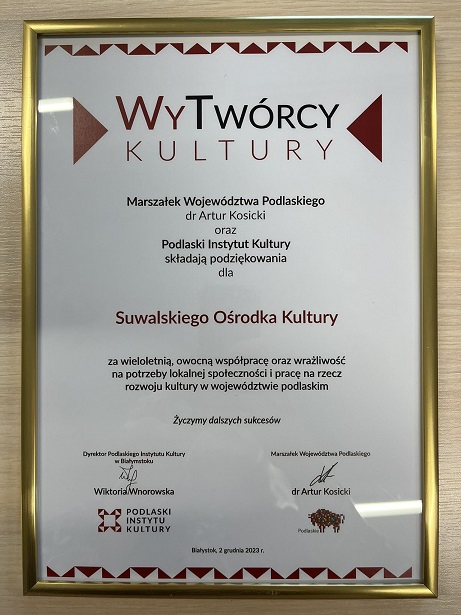 WyTwórcy
KULTURY
Marszałek Województwa Podlaskiego
dr Artur Kosicki
oraz
Podlaski Instytut Kultury
składają podziękowania
dla
Suwalskiego Ośrodka Kultury
za wieloletnią, owocną współpracę oraz wrażliwość
na potrzeby lokalnej społeczności i pracę na rzecz
rozwoju kultury w województwie podlaskim
Życzymy dalszych sukcesów
Dyrektor Podlaskiego Instytutu Kultury
w Białymstoku
Wiktoria Wnorowska
Marszałek Województwa Podlaskiego
dr Artur Kosicki
PODLASKI
INSTYTUT
KULTURY
Podlaskie
Białystok, 2 grudnia 2023 r.